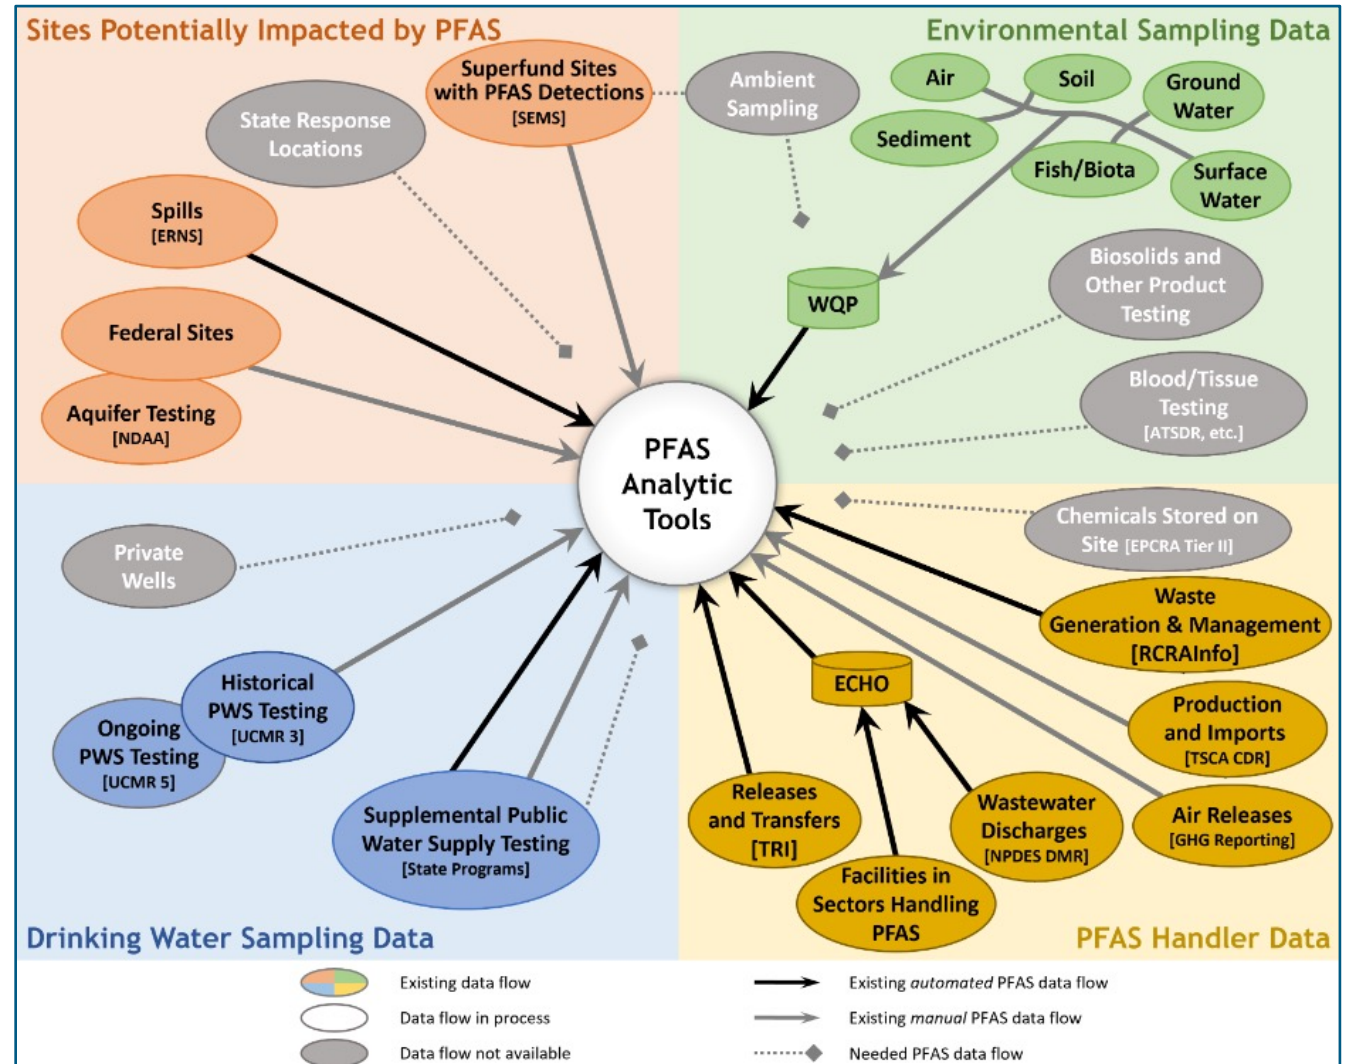 Sites Potentially Impacted by PFAS
Environmental Sampling Data
Superfund Sites
with PFAS Detections
[SEMS]
State Response
Locations
Spills
[ERNS]
Federal Sites
Aquifer Testing
[NDAA]
Ambient
Sampling
Air
Soil
Ground
Water
Sediment
Fish/Biota
Surface
Water
WQP
Biosolids and
Other Product
Testing
Blood/Tissue
Testing
[ATSDR, etc.]
PFAS
Analytic
Tools
Private
Wells
Historical
PWS Testing
[UCMR 3]
Ongoing
PWS Testing
[UCMR 5]
Supplemental Public
Water Supply Testing
[State Programs]
Chemicals Stored on
Site [EPCRA Tier II]
Waste
Generation & Management
[RCRAInfo]
ECHO
Production
and Imports
[TSCA CDR]
Releases
and Transfers
[TRI]
Wastewater
Discharges
[NPDES DMR]
Air Releases
[GHG Reporting]
Facilities in
Sectors Handling
PFAS
Drinking Water Sampling Data
PFAS Handler Data
Existing data flow
Data flow in process
Data flow not available
Existing automated PFAS data flow
Existing manual PFAS data flow
Needed PFAS data flow